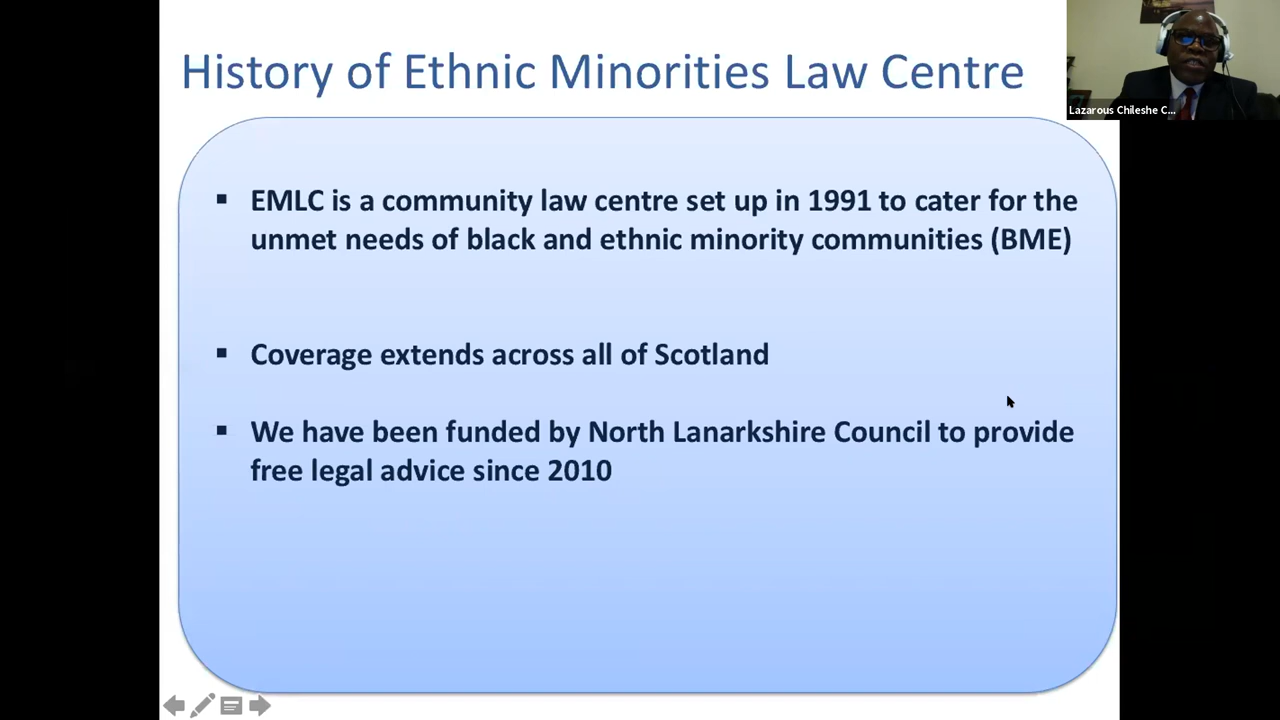 History of Ethnic Minorities Law Centre
Lazarous Chileshe C...
▪ EMLC is a community law centre set up in 1991 to cater for the
unmet needs of black and ethnic minority communities (BME)
▪ Coverage extends across all of Scotland
▪ We have been funded by North Lanarkshire Council to provide
free legal advice since 2010